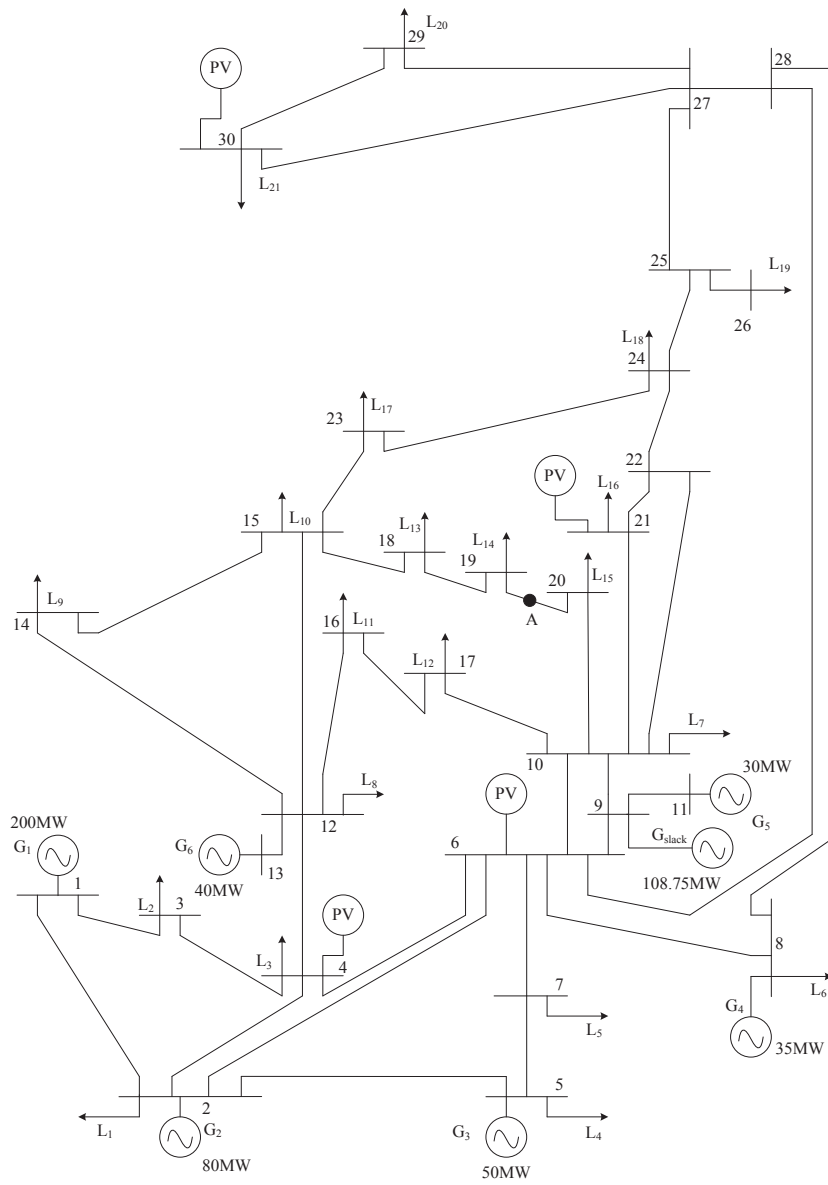 L20
29
28
PV
27
30
L21
25
L19
26
L18
24
L17
23
22
PV
L16
15
L10
L13
18
L14
19
21
20
L15
A
L9
14
16
L11
L12
17
L7
10
30MW
PV
9
11
G5
L8
12
6
Gslack
200MW
G1
G6
13
40MW
108.75MW
1
L2
3
PV
L3
4
8
L6
7
G4
L5
35MW
5
2
L1
G2
G3
L4
80MW
50MW